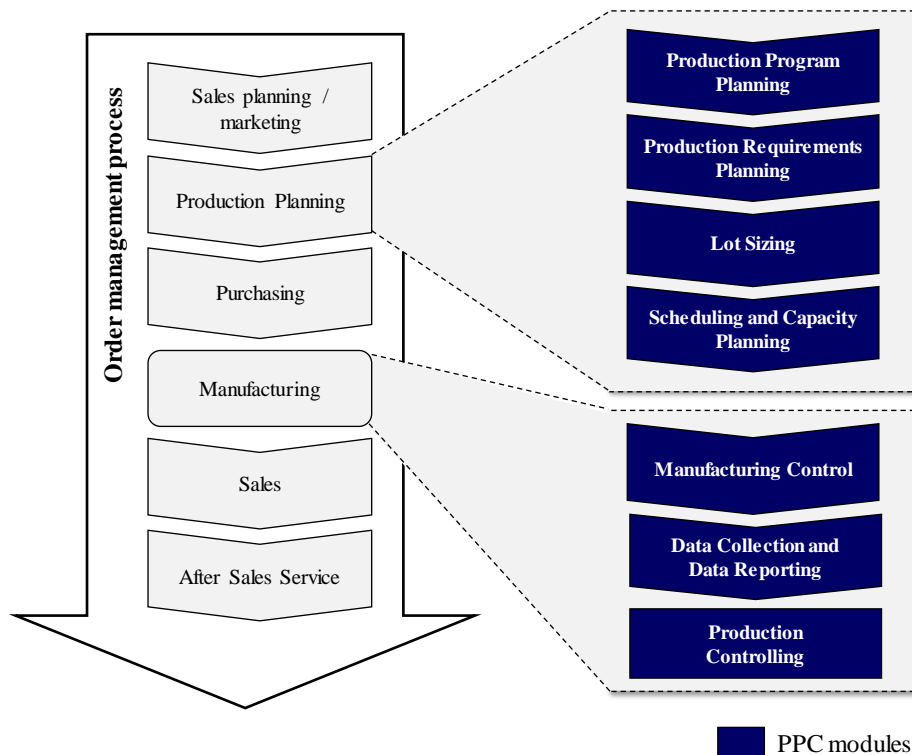 Order management process
Sales planning /
marketing
Production Planning
Purchasing
Manufacturing
Sales
After Sales Service
Production Program
Planning
Production Requirements
Planning
Lot Sizing
Scheduling and Capacity
Planning
Manufacturing Control
Data Collection and
Data Reporting
Production
Controlling
PPC modules